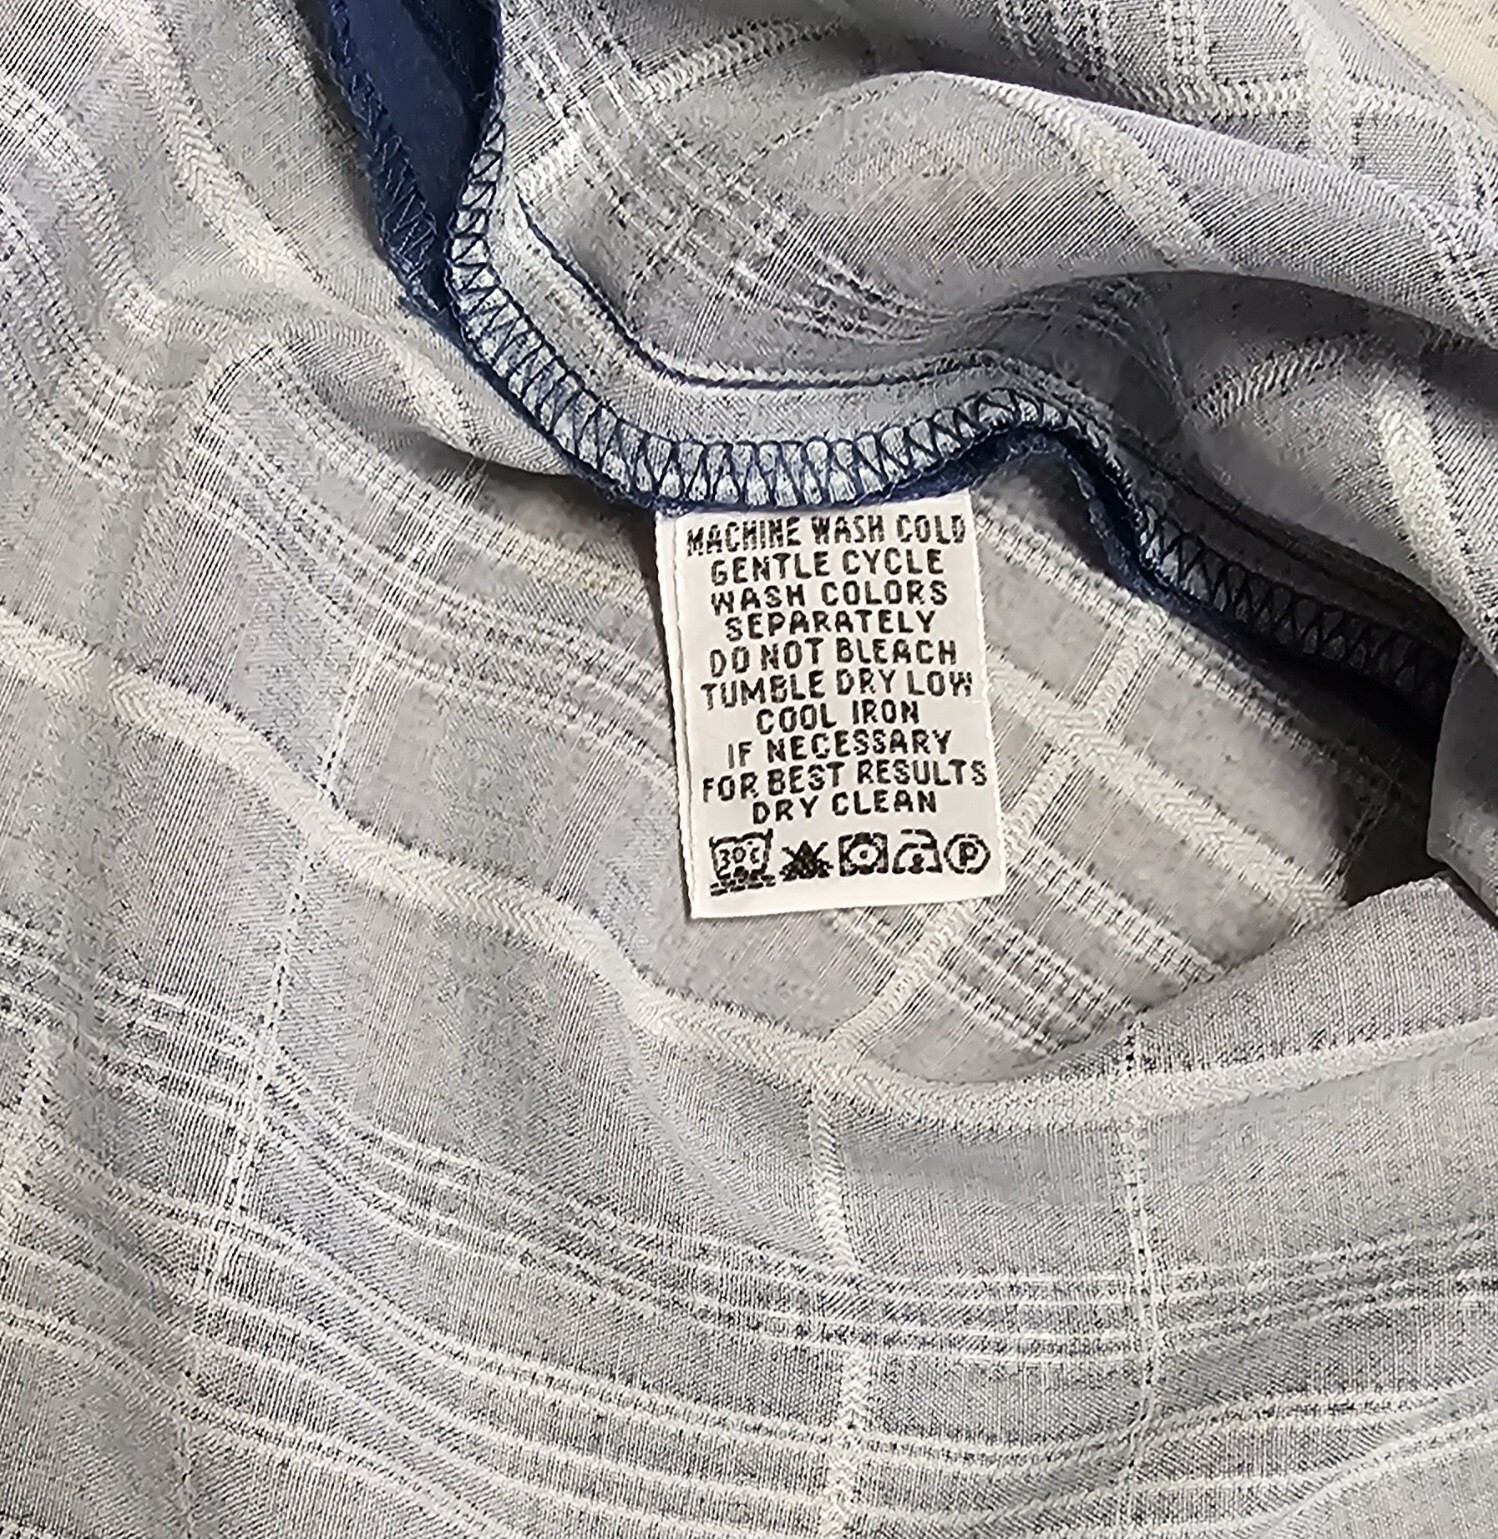 MACHINE WASH COLD
GENTLE CYCLE
WASH COLORS
SEPARATELY
DO NOT BLEACH
TUMBLE DRY LOW
COOL IRON
IF NECESSARY
FOR BEST RESULTS
DRY CLEAN
30C P